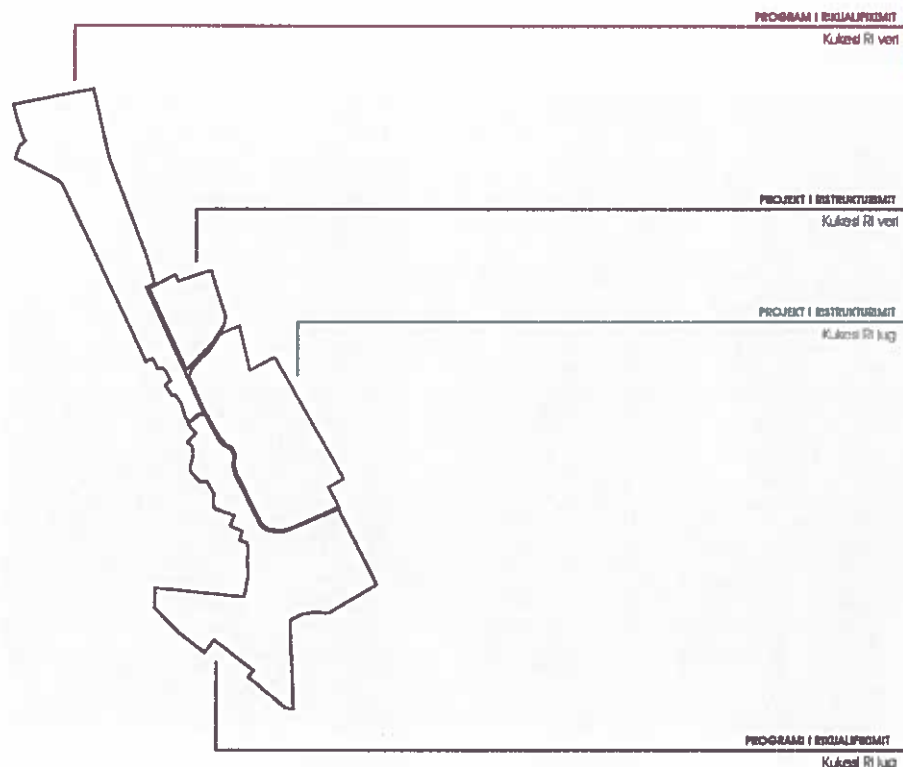 PROGRAM I RIKUALIFIKIMIT
Kukesi RI veri
PROJEKT I RISTRUKTURIMIT
Kukesi RI veri
PROJEKT I RISTRUKTURIMIT
Kukesi RI jug
PROGRAMI I RIKUALIFIKIMIT
Kukesi RI jug